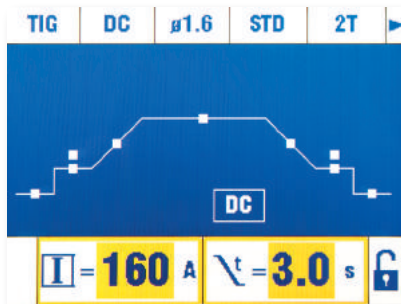 TIG DC ø1.6 STD 2T
DC
I = 160 A t = 3.0 s